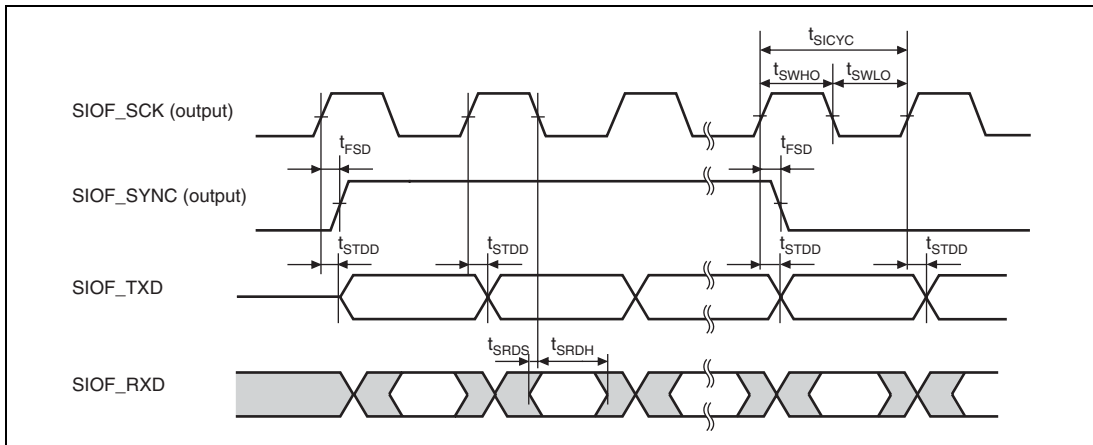 tSICYC
tSWHO tSWLO
SIOF_SCK (output)
tFSD tFSD
SIOF_SYNC (output)
tSTDD tSTDD tSTDD tSTDD
SIOF_TXD
tSRDS tSRDH
SIOF_RXD